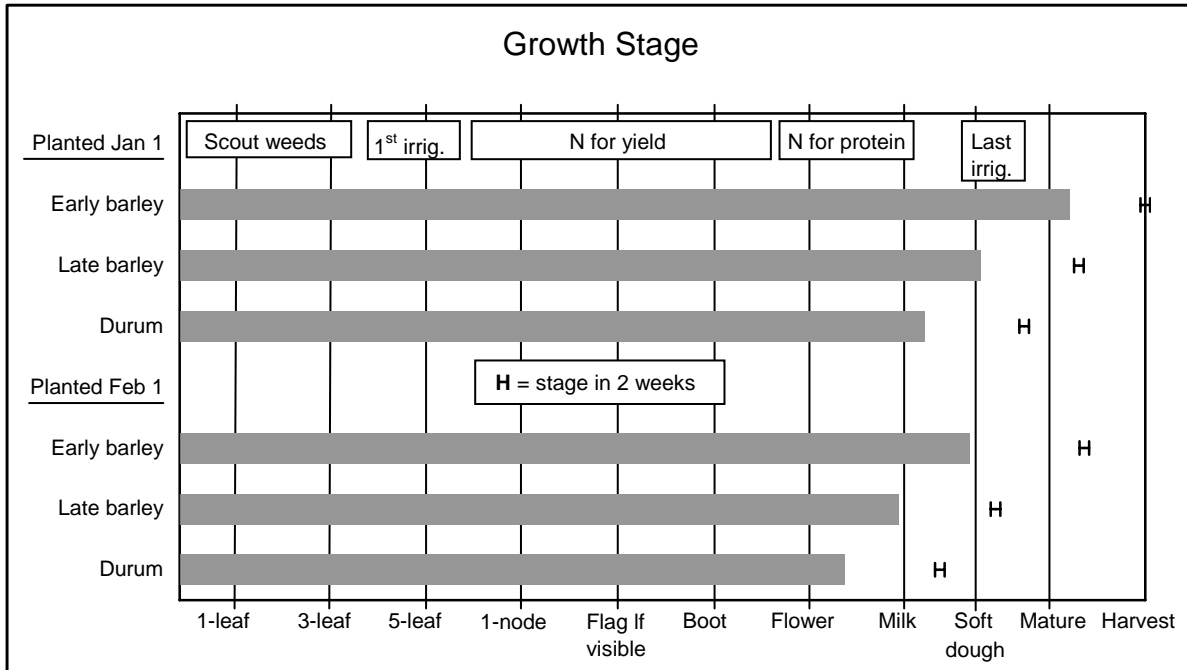 Growth Stage
Planted Jan 1
Scout weeds
1st irrig.
N for yield
N for protein
Last
irrig.
Early barley
H
Late barley
H
Durum
H
Planted Feb 1
H = stage in 2 weeks
Early barley
H
Late barley
H
Durum
H
1-leaf
3-leaf
5-leaf
1-node
Flag lf
visible
Boot
Flower
Milk
Soft
dough
Mature
Harvest